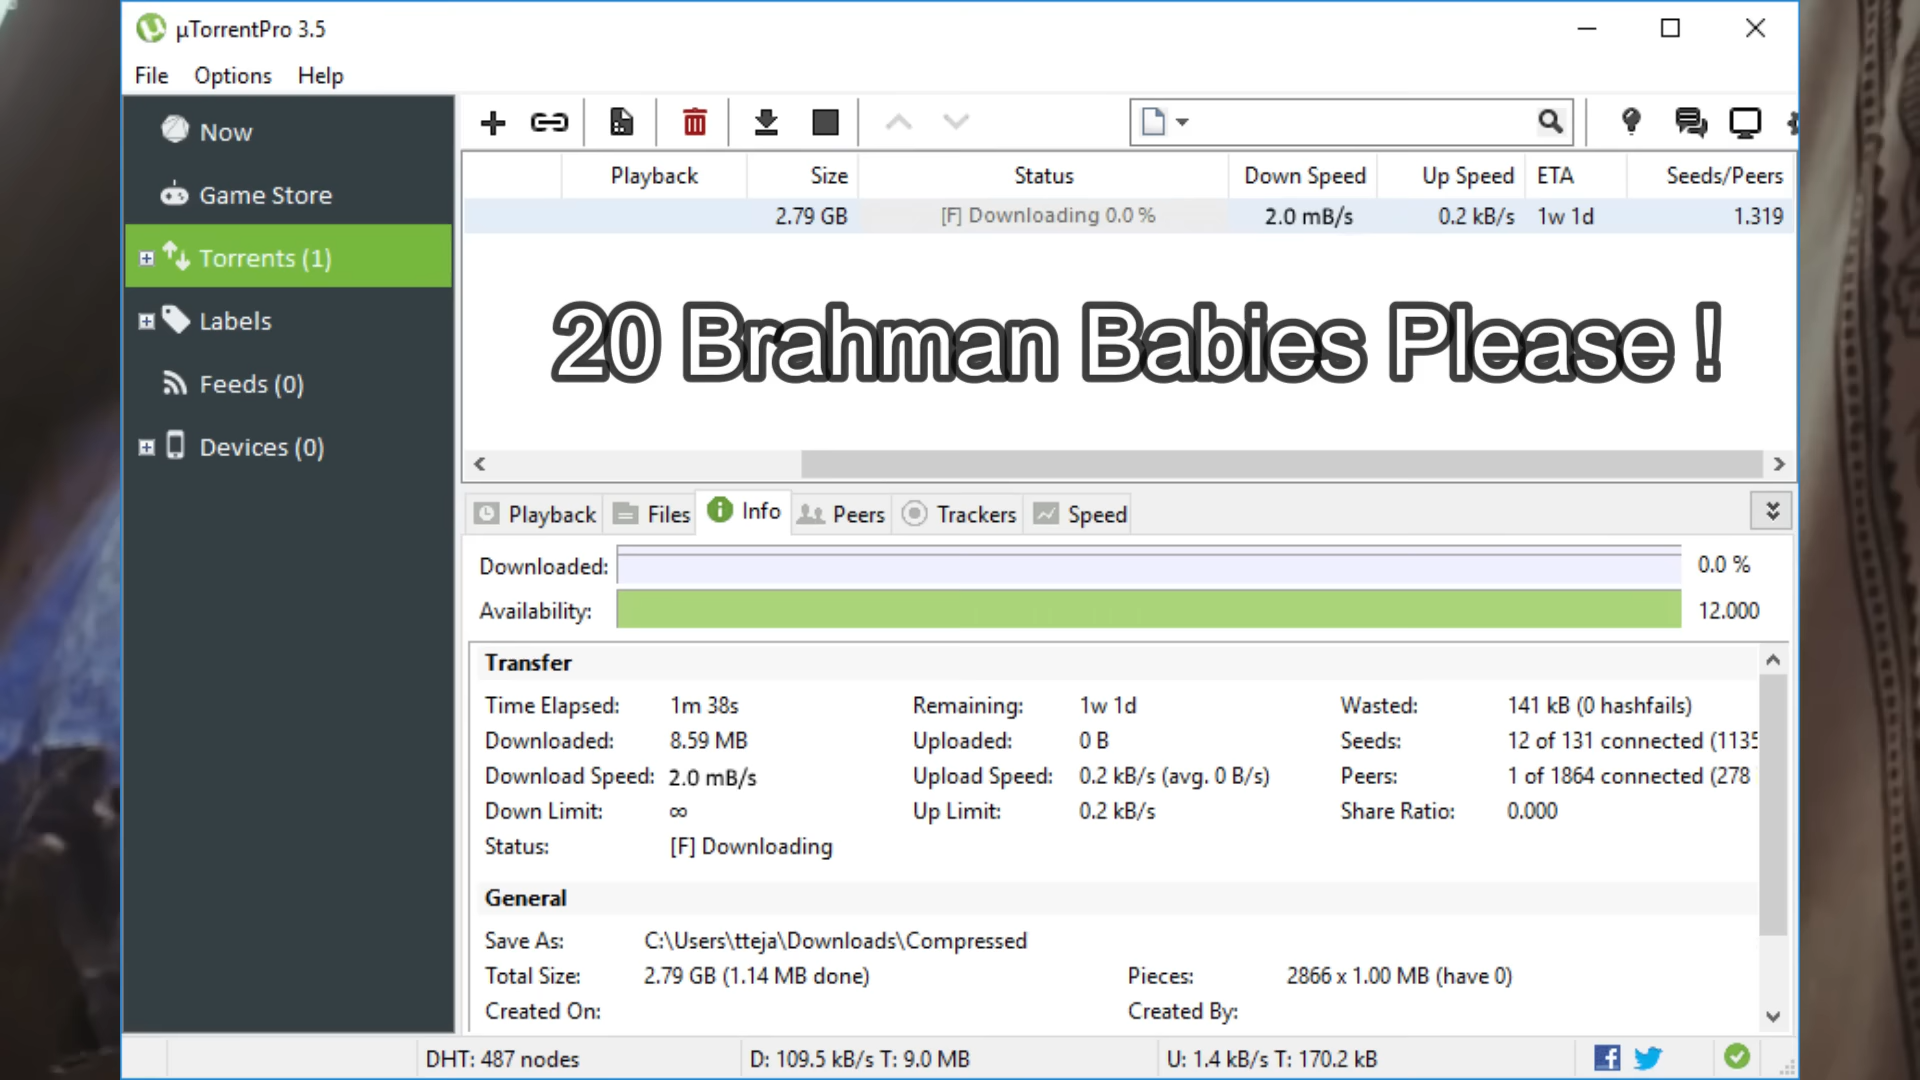 µTorrentPro 3.5
File Options Help
Now
Game Store
Torrents (1)
Labels
Feeds (0)
Devices (0)
Playback Size Status Down Speed Up Speed ETA Seeds/Peers
2.79 GB [F] Downloading 0.0 % 2.0 mB/s 0.2 kB/s 1w 1d 1.319
20 Brahman Babies Please !
Playback Files Info Peers Trackers Speed
Downloaded: 0.0 %
Availability: 12.000
Transfer
Time Elapsed: 1m 38s Remaining: 1w 1d Wasted: 141 kB (0 hashfails)
Downloaded: 8.59 MB Uploaded: 0 B Seeds: 12 of 131 connected (1135
Download Speed: 2.0 mB/s Upload Speed: 0.2 kB/s (avg. 0 B/s) Peers: 1 of 1864 connected (278
Down Limit: ∞ Up Limit: 0.2 kB/s Share Ratio: 0.000
Status: [F] Downloading
General
Save As: C:\Users\tteja\Downloads\Compressed
Total Size: 2.79 GB (1.14 MB done) Pieces: 2866 x 1.00 MB (have 0)
Created On: Created By:
DHT: 487 nodes D: 109.5 kB/s T: 9.0 MB U: 1.4 kB/s T: 170.2 kB